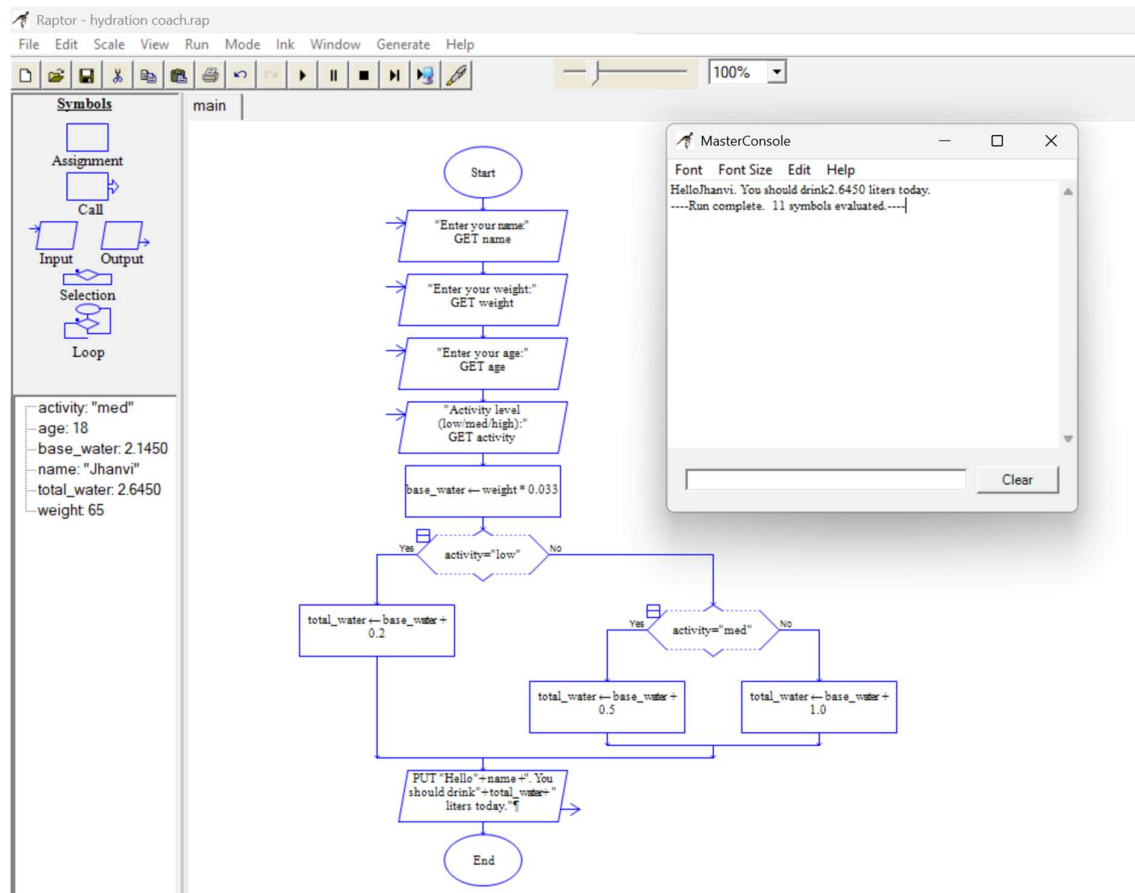 Raptor - hydration coach.rap
File Edit Scale View Run Mode Ink Window Generate Help
100%
Symbols
Assignment
Call
Input Output
Selection
Loop
activity: "med"
age: 18
base_water: 2.1450
name: "Jhanvi"
total_water: 2.6450
weight: 65
main
Start
"Enter your name:"
GET name
"Enter your weight:"
GET weight
"Enter your age:"
GET age
"Activity level
(low/med/high):"
GET activity
base_water ← weight * 0.033
Yes
activity="low"
No
total_water ← base_water +
0.2
Yes
activity="med"
No
total_water ← base_water +
0.5
total_water ← base_water +
1.0
PUT "Hello"+name+". You
should drink"+total_water+"
liters today."¶
End
MasterConsole
Font Font Size Edit Help
HelloJhanvi. You should drink2.6450 liters today.
----Run complete. 11 symbols evaluated.----
Clear